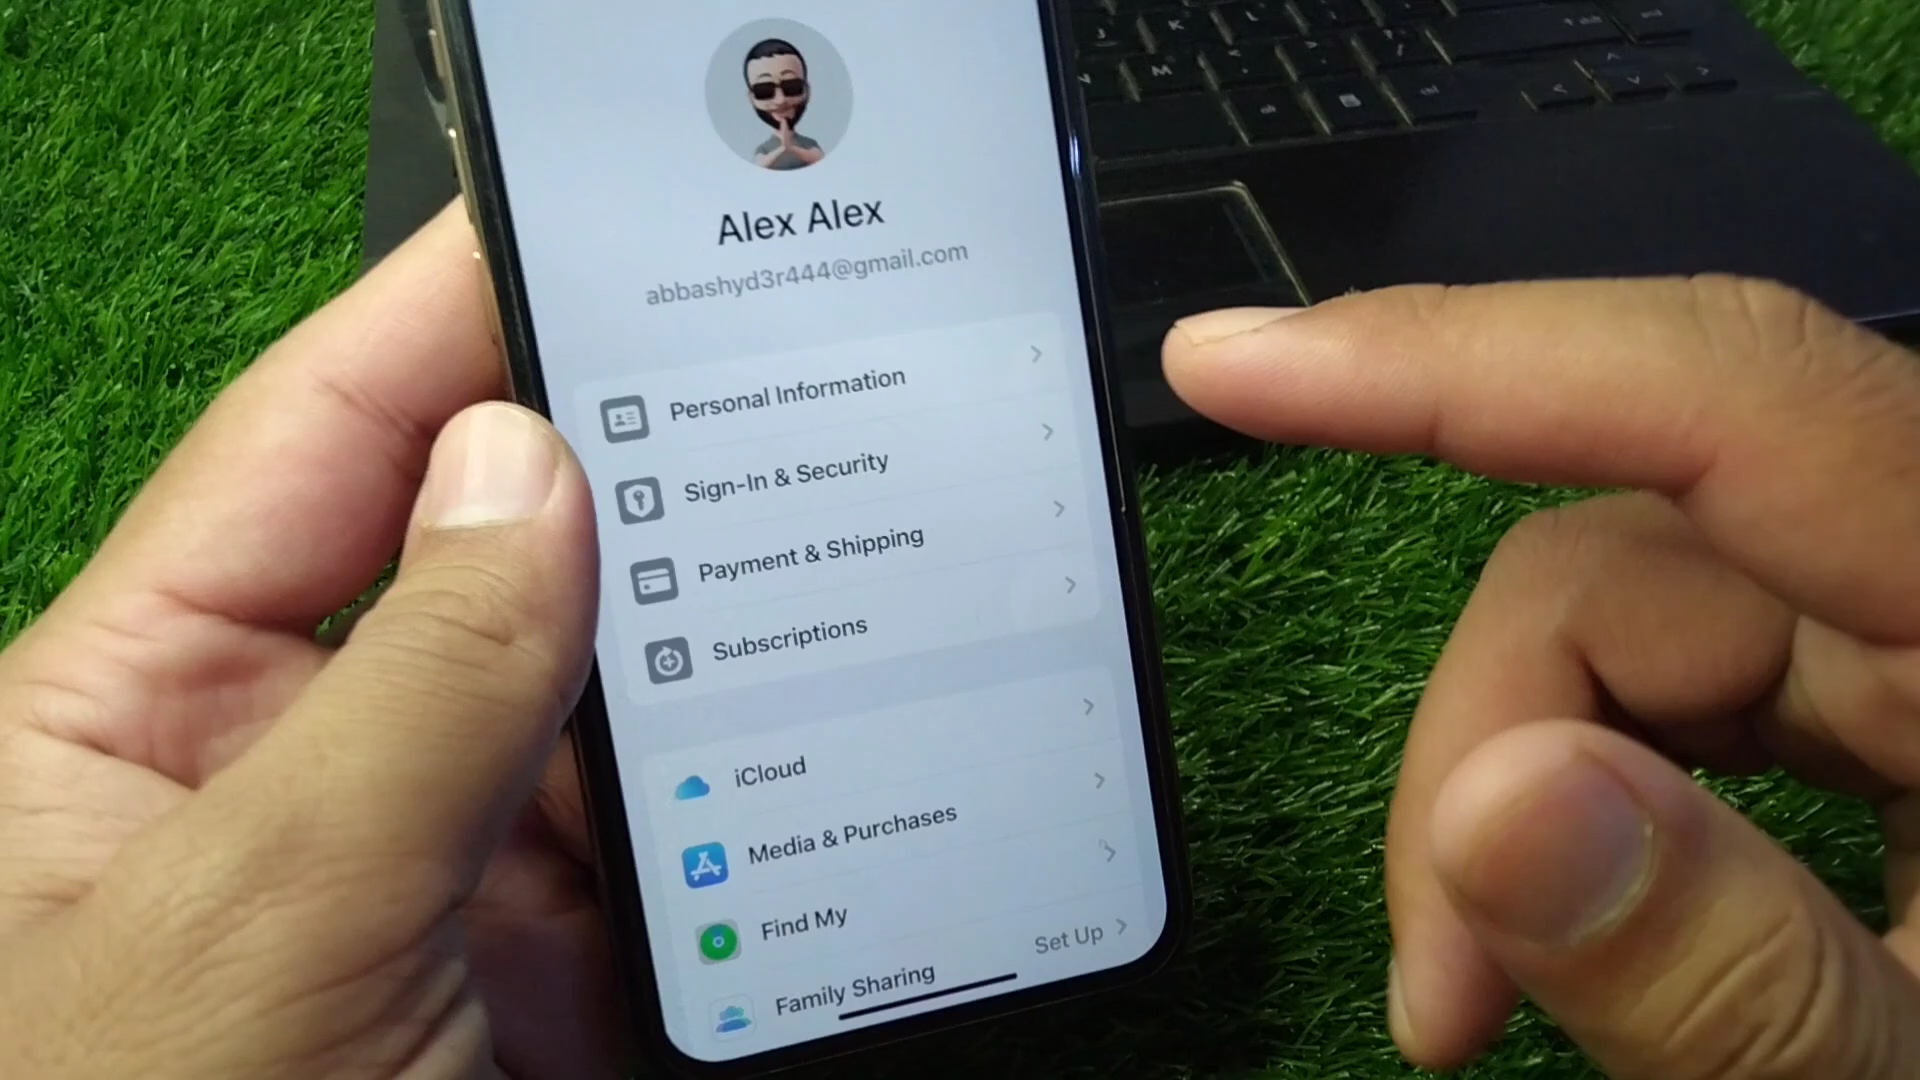 Alex Alex
abbashyd3r444@gmail.com
Personal Information
Sign-In & Security
Payment & Shipping
Subscriptions
iCloud
Media & Purchases
Find My
Family Sharing
Set Up
K
L
M